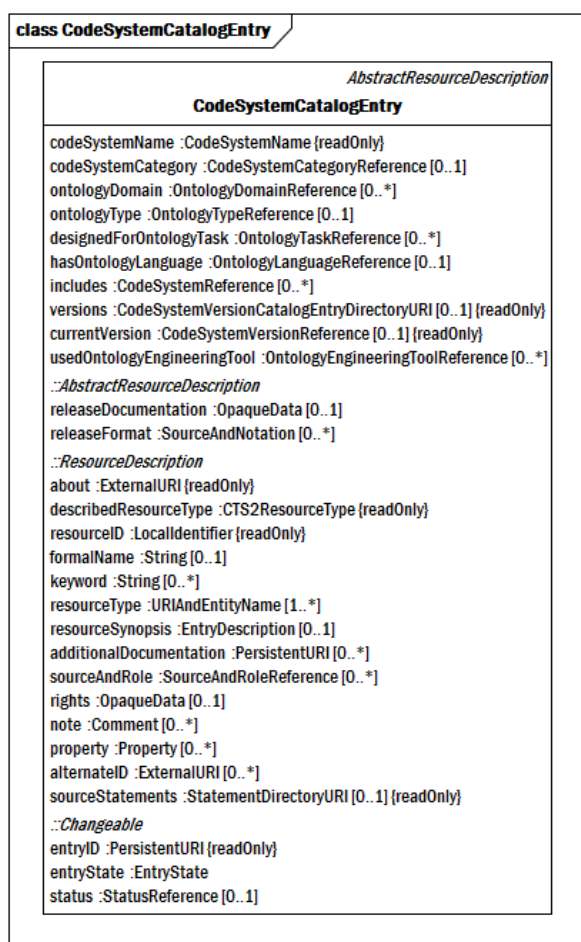 class CodeSystemCatalogEntry
AbstractResourceDescription
CodeSystemCatalogEntry
codeSystemName :CodeSystemName {readOnly}
codeSystemCategory :CodeSystemCategoryReference [0..1]
ontologyDomain :OntologyDomainReference [0..*]
ontologyType :OntologyTypeReference [0..1]
designedForOntologyTask :OntologyTaskReference [0..*]
hasOntologyLanguage :OntologyLanguageReference [0..1]
includes :CodeSystemReference [0..*]
versions :CodeSystemVersionCatalogEntryDirectoryURI [0..1] {readOnly}
currentVersion :CodeSystemVersionReference [0..1] {readOnly}
usedOntologyEngineeringTool :OntologyEngineeringToolReference [0..*]
::AbstractResourceDescription
releaseDocumentation :OpaqueData [0..1]
releaseFormat :SourceAndNotation [0..*]
::ResourceDescription
about :ExternalURI {readOnly}
describedResourceType :CTS2ResourceType {readOnly}
resourceID :LocalIdentifier {readOnly}
formalName :String [0..1]
keyword :String [0..*]
resourceType :URIAndEntityName [1..*]
resourceSynopsis :EntryDescription [0..1]
additionalDocumentation :PersistentURI [0..*]
sourceAndRole :SourceAndRoleReference [0..*]
rights :OpaqueData [0..1]
note :Comment [0..*]
property :Property [0..*]
alternateID :ExternalURI [0..*]
sourceStatements :StatementDirectoryURI [0..1] {readOnly}
::Changeable
entryID :PersistentURI {readOnly}
entryState :EntryState
status :StatusReference [0..1]